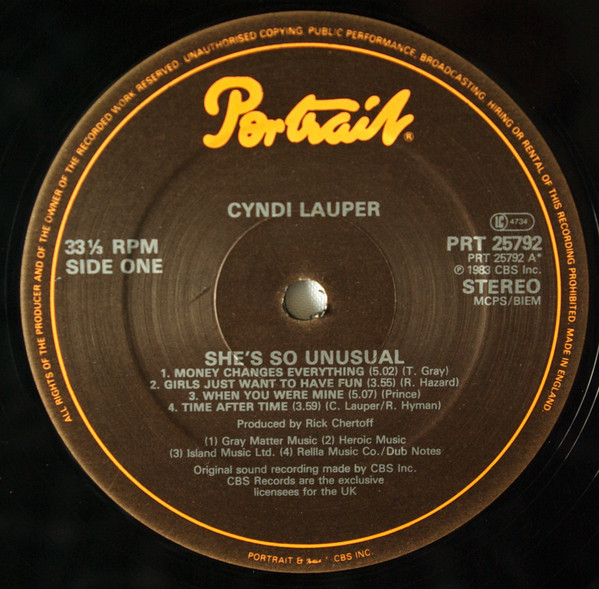 ALL RIGHTS OF THE PRODUCER AND OF THE OWNER OF THE RECORDED WORK RESERVED. UNAUTHORISED COPYING, PUBLIC PERFORMANCE, BROADCASTING, HIRING OR RENTAL OF THIS RECORDING PROHIBITED. MADE IN ENGLAND.
Portrait®
CYNDI LAUPER
33⅓ RPM
SIDE ONE
LC 4734
PRT 25792
PRT 25792 A*
℗ 1983 CBS Inc.
STEREO
MCPS/BIEM
SHE'S SO UNUSUAL
1. MONEY CHANGES EVERYTHING (5.02) (T. Gray)
2. GIRLS JUST WANT TO HAVE FUN (3.55) (R. Hazard)
3. WHEN YOU WERE MINE (5.07) (Prince)
4. TIME AFTER TIME (3.59) (C. Lauper/R. Hyman)
Produced by Rick Chertoff
(1) Gray Matter Music (2) Heroic Music
(3) Island Music Ltd. (4) Rellla Music Co./Dub Notes
Original sound recording made by CBS Inc.
CBS Records are the exclusive
licensees for the UK
PORTRAIT & CBS INC.